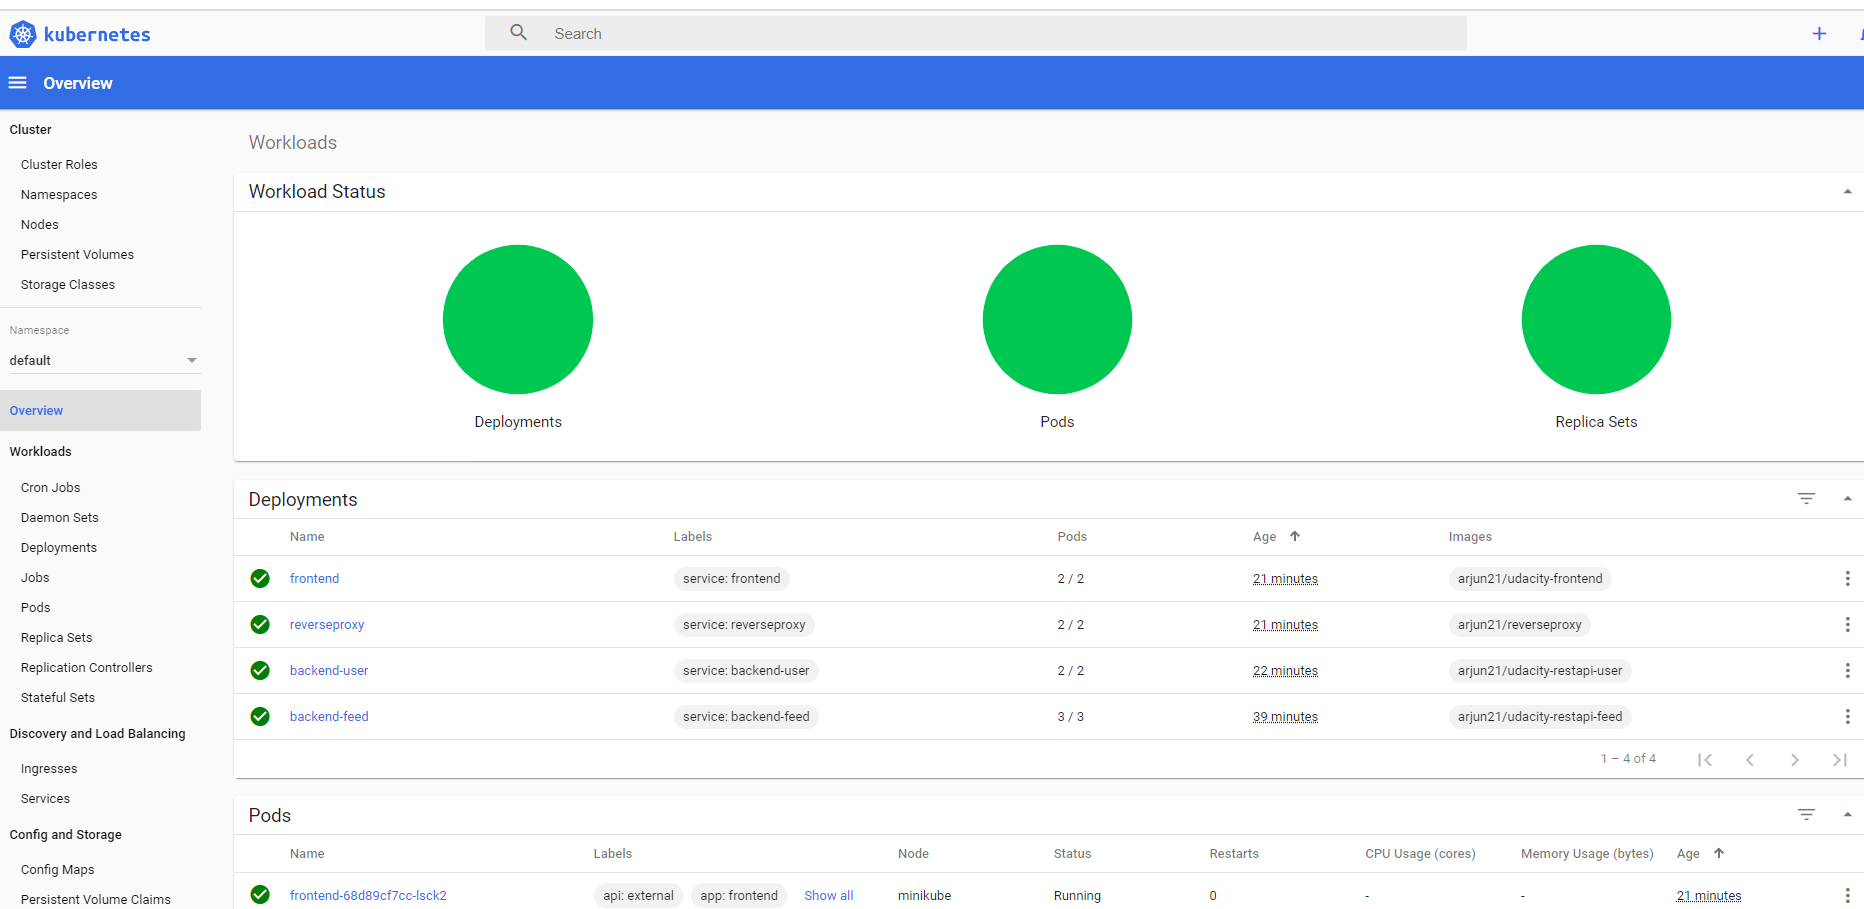 kubernetes
Search
Overview
Cluster
Cluster Roles
Namespaces
Nodes
Persistent Volumes
Storage Classes
Namespace
default
Overview
Workloads
Cron Jobs
Daemon Sets
Deployments
Jobs
Pods
Replica Sets
Replication Controllers
Stateful Sets
Discovery and Load Balancing
Ingresses
Services
Config and Storage
Config Maps
Persistent Volume Claims
Workloads
Workload Status
Deployments Pods Replica Sets
Deployments
Name Labels Pods Age Images
frontend service: frontend 2 / 2 21 minutes arjun21/udacity-frontend
reverseproxy service: reverseproxy 2 / 2 21 minutes arjun21/reverseproxy
backend-user service: backend-user 2 / 2 22 minutes arjun21/udacity-restapi-user
backend-feed service: backend-feed 3 / 3 39 minutes arjun21/udacity-restapi-feed
1 – 4 of 4
Pods
Name Labels Node Status Restarts CPU Usage (cores) Memory Usage (bytes) Age
frontend-68d89cf7cc-lsck2 api: external app: frontend Show all minikube Running 0 - - 21 minutes